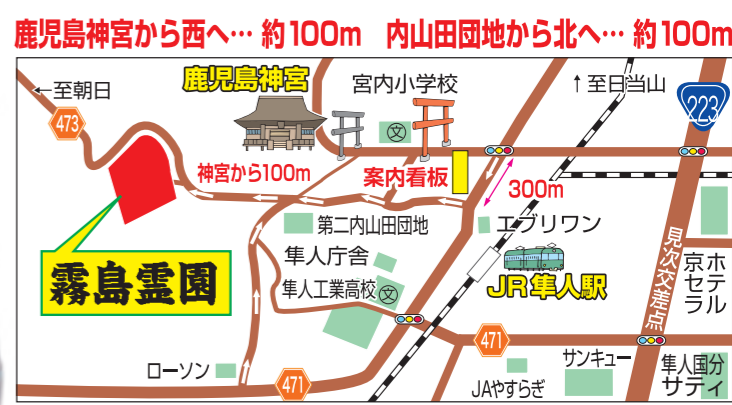 鹿児島神宮から西へ… 約100m　内山田団地から北へ… 約100m
←至朝日
473
鹿児島神宮
宮内小学校
文
↑至日当山
223
神宮から100m
案内看板
300m
第二内山田団地
エブリワン
隼人庁舎
隼人工業高校
文
JR隼人駅
見次交差点
ホテル
京セラ
霧島霊園
ローソン
471
471
JAやすらぎ
サンキュー
隼人国分
サティ